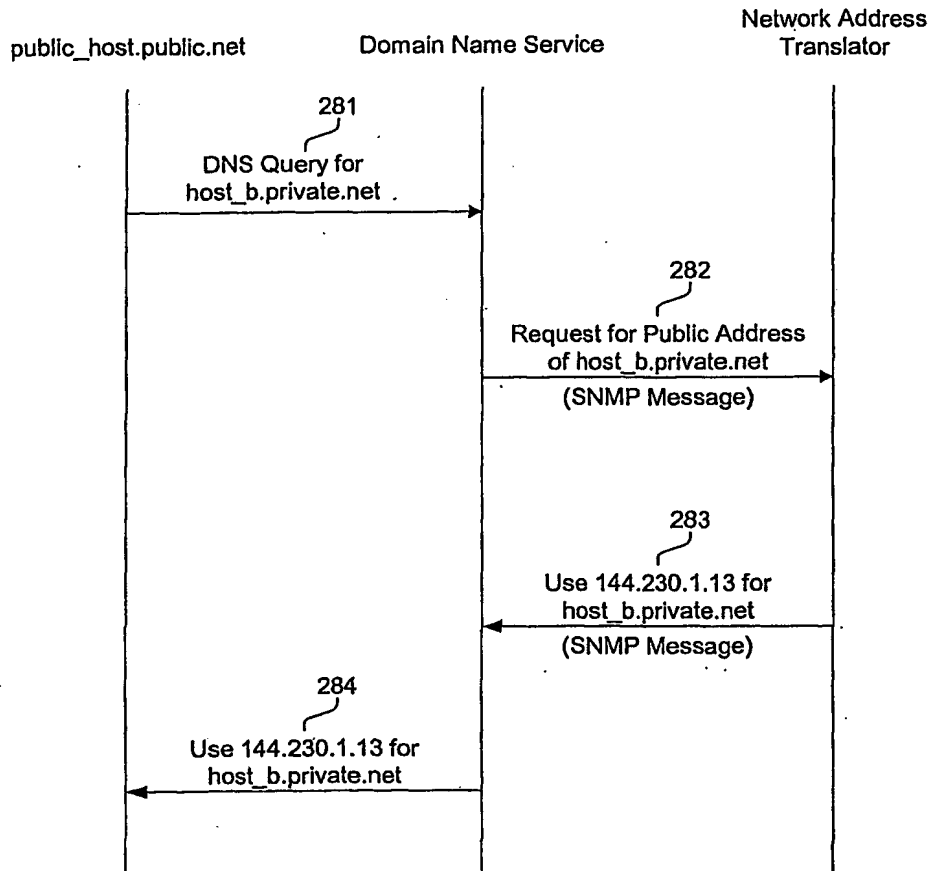 public_host.public.net
Domain Name Service
Network Address
Translator
281
DNS Query for
host_b.private.net
282
Request for Public Address
of host_b.private.net
(SNMP Message)
283
Use 144.230.1.13 for
host_b.private.net
(SNMP Message)
284
Use 144.230.1.13 for
host_b.private.net